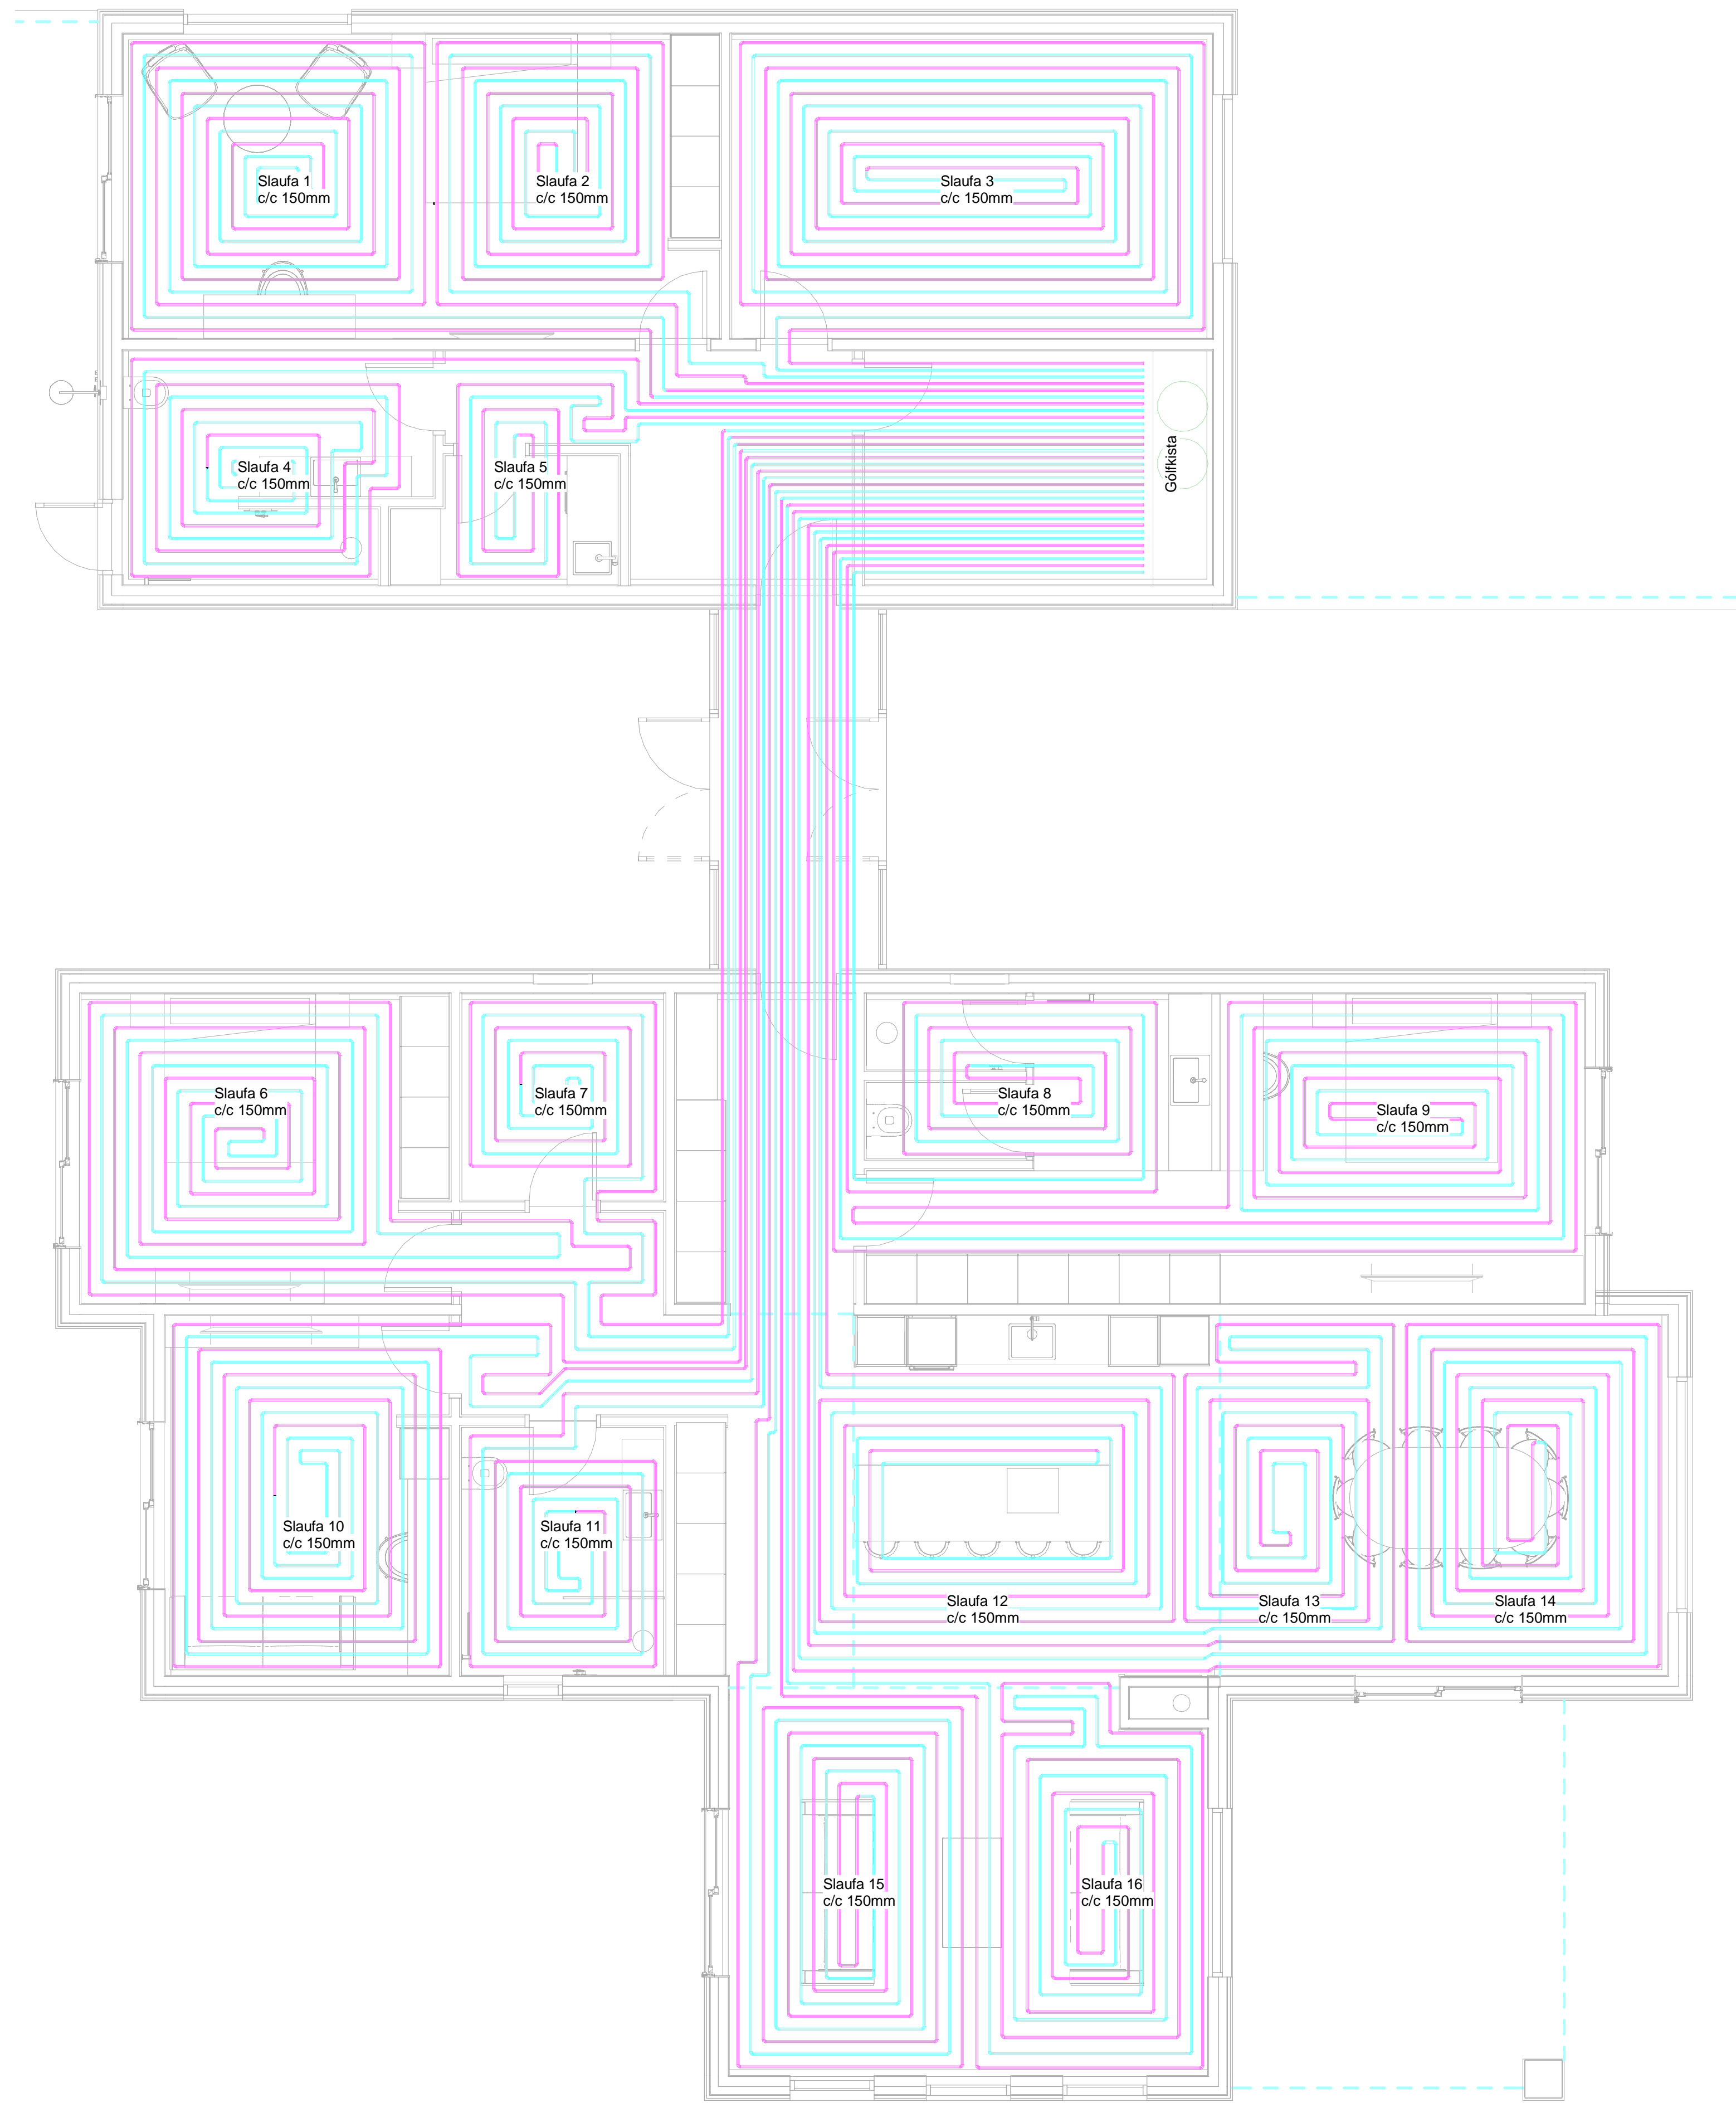 Slaufa 1
c/c 150mm
Slaufa 2
c/c 150mm
Slaufa 3
c/c 150mm
Slaufa 4
c/c 150mm
Slaufa 5
c/c 150mm
Gólfkista
Slaufa 6
c/c 150mm
Slaufa 7
c/c 150mm
Slaufa 8
c/c 150mm
Slaufa 9
c/c 150mm
Slaufa 10
c/c 150mm
Slaufa 11
c/c 150mm
Slaufa 12
c/c 150mm
Slaufa 13
c/c 150mm
Slaufa 14
c/c 150mm
Slaufa 15
c/c 150mm
Slaufa 16
c/c 150mm